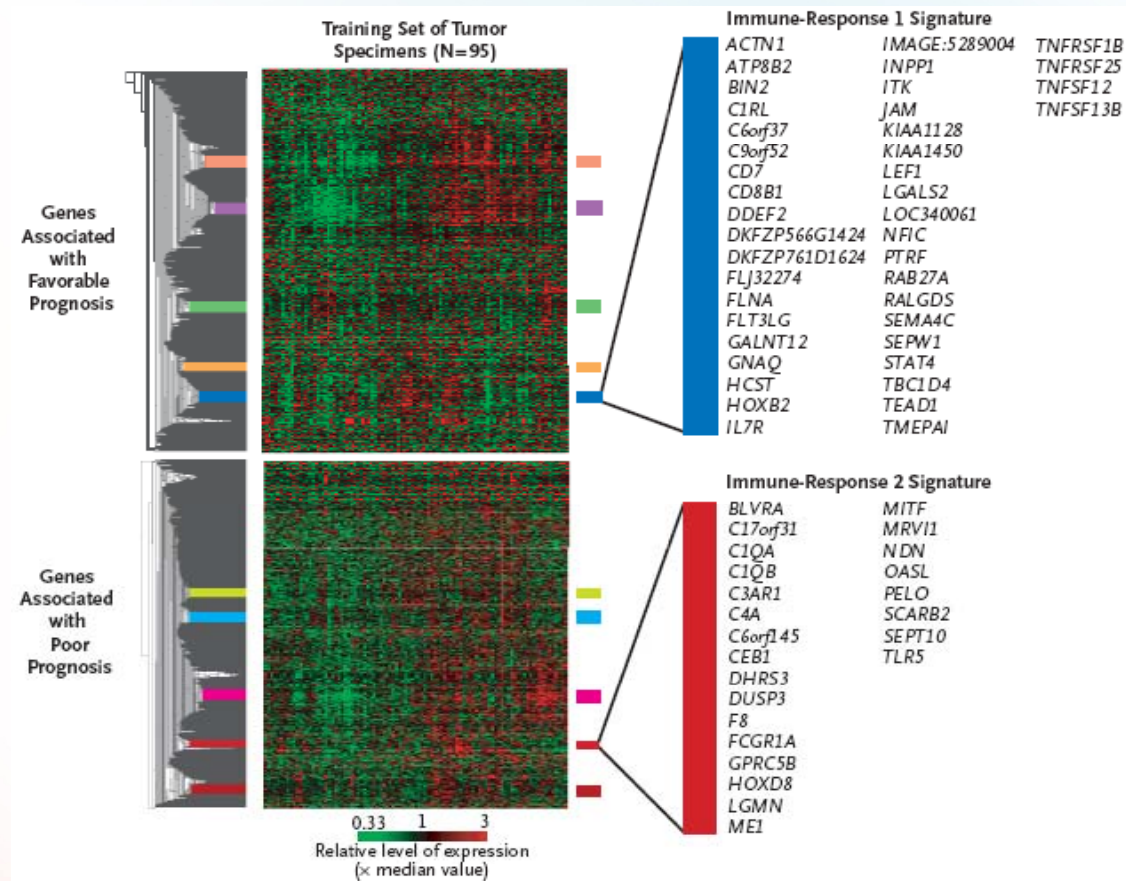 Training Set of Tumor
Specimens (N=95)
Genes
Associated
with
Favorable
Prognosis
Genes
Associated
with
Poor
Prognosis
0.33 1 3
Relative level of expression
(× median value)
Immune-Response 1 Signature
ACTN1 IMAGE:5289004 TNFRSF1B
ATP8B2 INPP1 TNFRSF25
BIN2 ITK TNFSF12
C1RL JAM TNFSF13B
C6orf37 KIAA1128
C9orf52 KIAA1450
CD7 LEF1
CD8B1 LGALS2
DDEF2 LOC340061
DKFZP566G1424 NFIC
DKFZP761D1624 PTRF
FLJ32274 RAB27A
FLNA RALGDS
FLT3LG SEMA4C
GALNT12 SEPW1
GNAQ STAT4
HCST TBC1D4
HOXB2 TEAD1
IL7R TMEPAI
Immune-Response 2 Signature
BLVRA MITF
C17orf31 MRVI1
C1QA NDN
C1QB OASL
C3AR1 PELO
C4A SCARB2
C6orf145 SEPT10
CEB1 TLR5
DHRS3
DUSP3
F8
FCGR1A
GPRC5B
HOXD8
LGMN
ME1